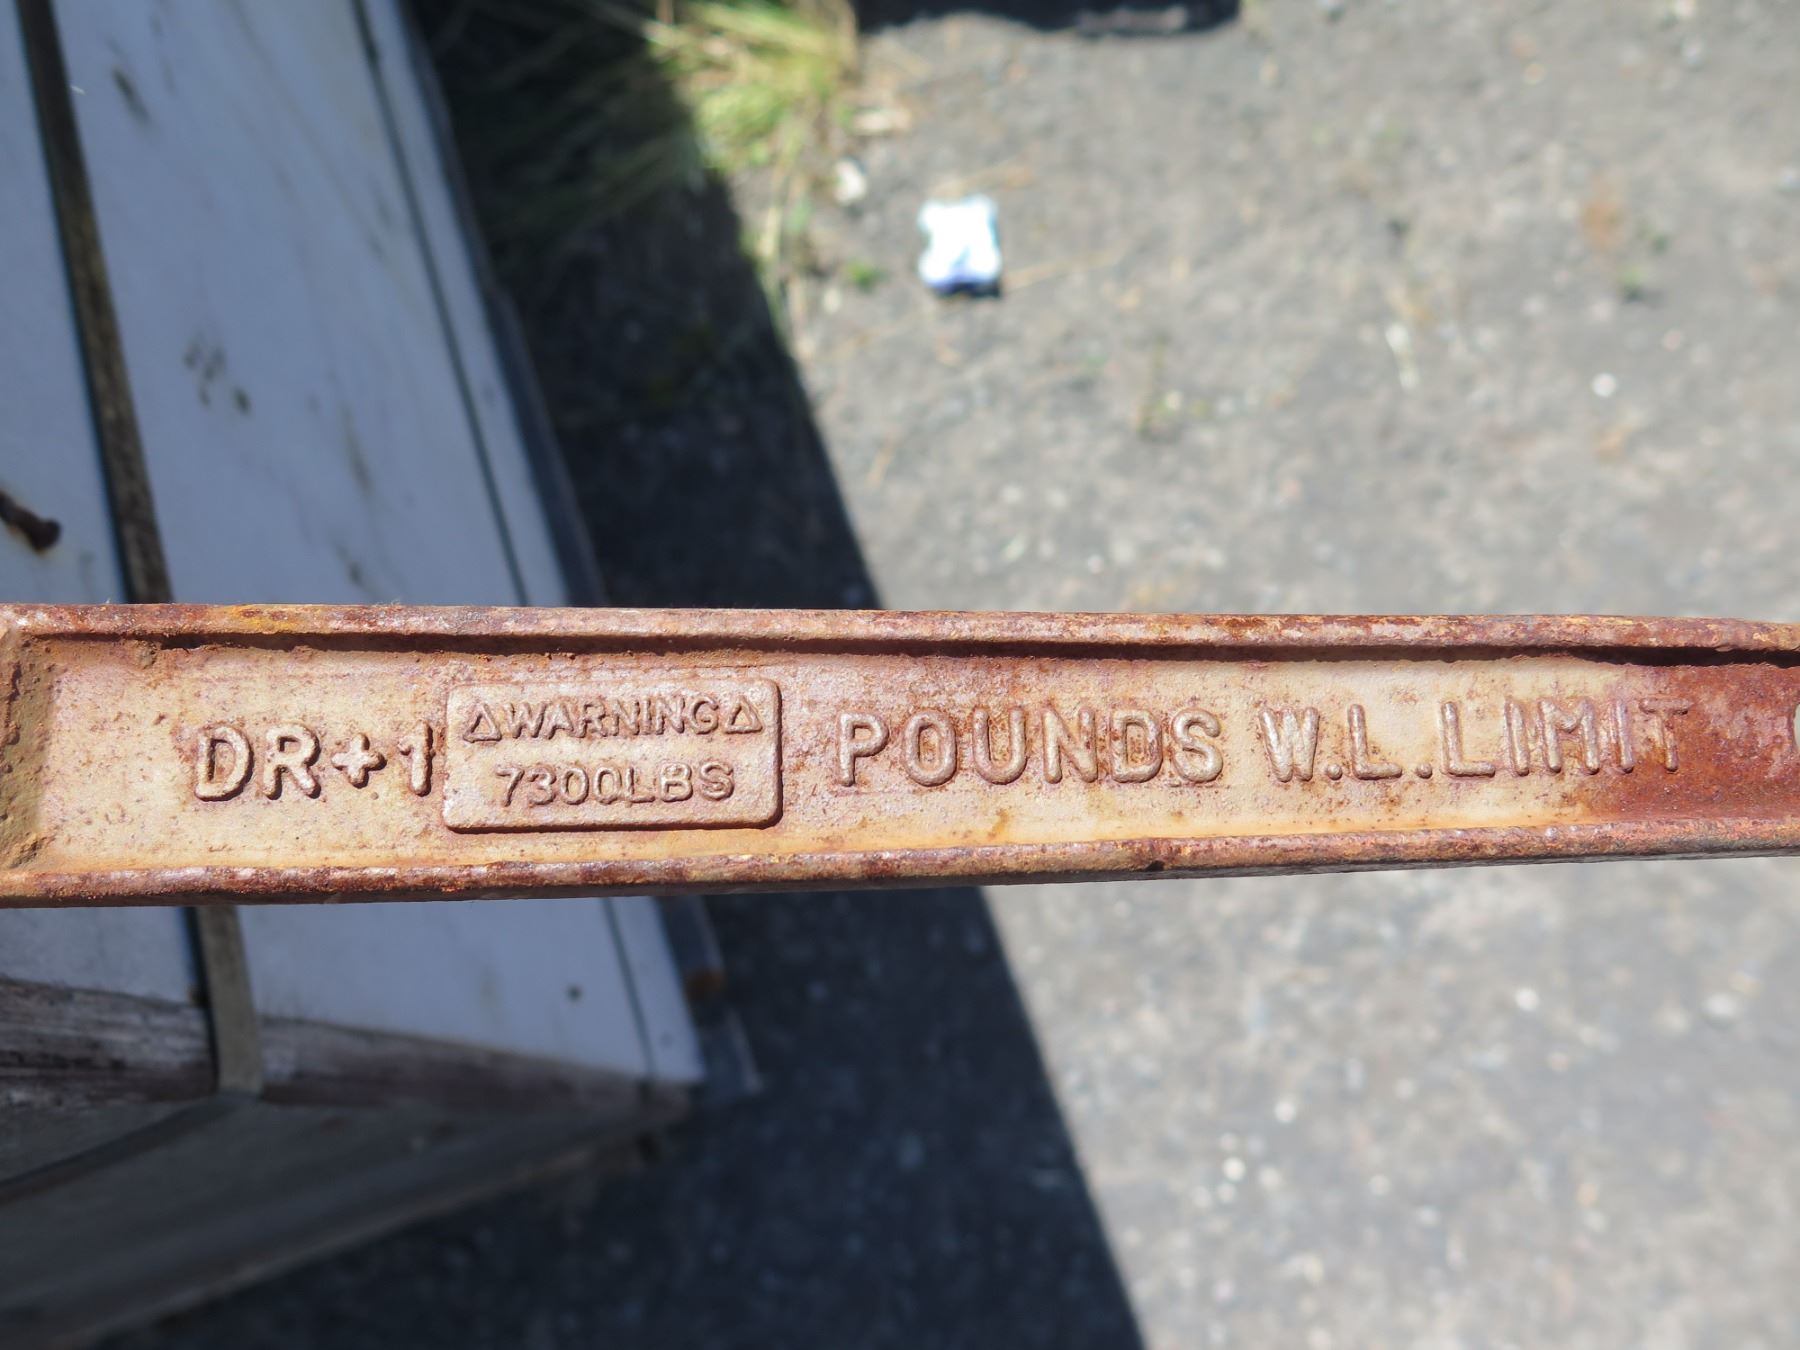 DR+1
⚠WARNING⚠
7300LBS
POUNDS W.L.LIMIT